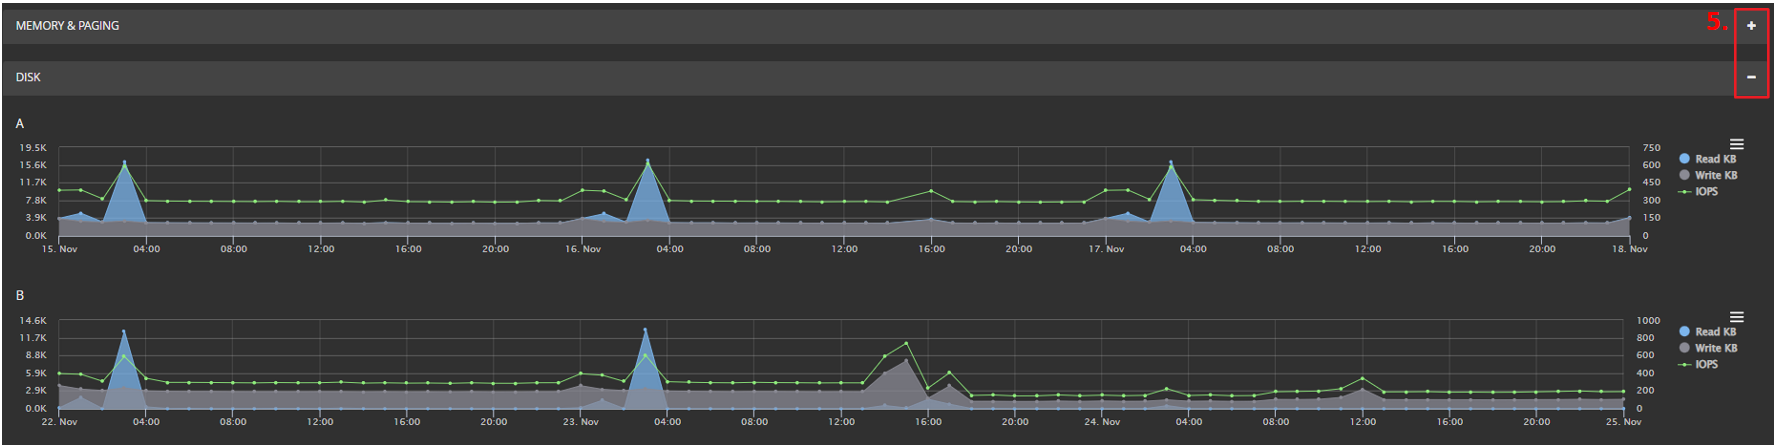 MEMORY & PAGING
5.
+
DISK
−
A
19.5K
15.6K
11.7K
7.8K
3.9K
0.0K
750
600
450
300
150
0
Read KB
Write KB
IOPS
15. Nov 04:00 08:00 12:00 16:00 20:00 16. Nov 04:00 08:00 12:00 16:00 20:00 17. Nov 04:00 08:00 12:00 16:00 20:00 18. Nov
B
14.6K
11.7K
8.8K
5.9K
2.9K
0.0K
1000
800
600
400
200
0
Read KB
Write KB
IOPS
22. Nov 04:00 08:00 12:00 16:00 20:00 23. Nov 04:00 08:00 12:00 16:00 20:00 24. Nov 04:00 08:00 12:00 16:00 20:00 25. Nov